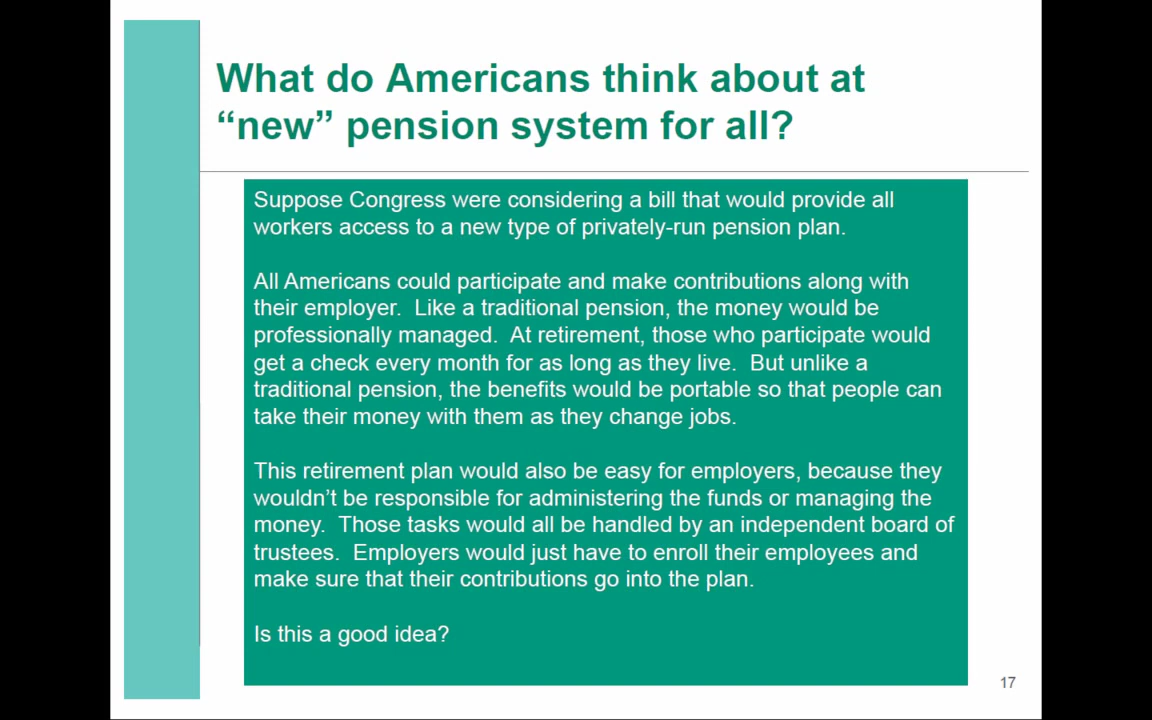 What do Americans think about at
“new” pension system for all?
Suppose Congress were considering a bill that would provide all
workers access to a new type of privately-run pension plan.
All Americans could participate and make contributions along with
their employer.  Like a traditional pension, the money would be
professionally managed.  At retirement, those who participate would
get a check every month for as long as they live.  But unlike a
traditional pension, the benefits would be portable so that people can
take their money with them as they change jobs.
This retirement plan would also be easy for employers, because they
wouldn’t be responsible for administering the funds or managing the
money.  Those tasks would all be handled by an independent board of
trustees.  Employers would just have to enroll their employees and
make sure that their contributions go into the plan.
Is this a good idea?
17